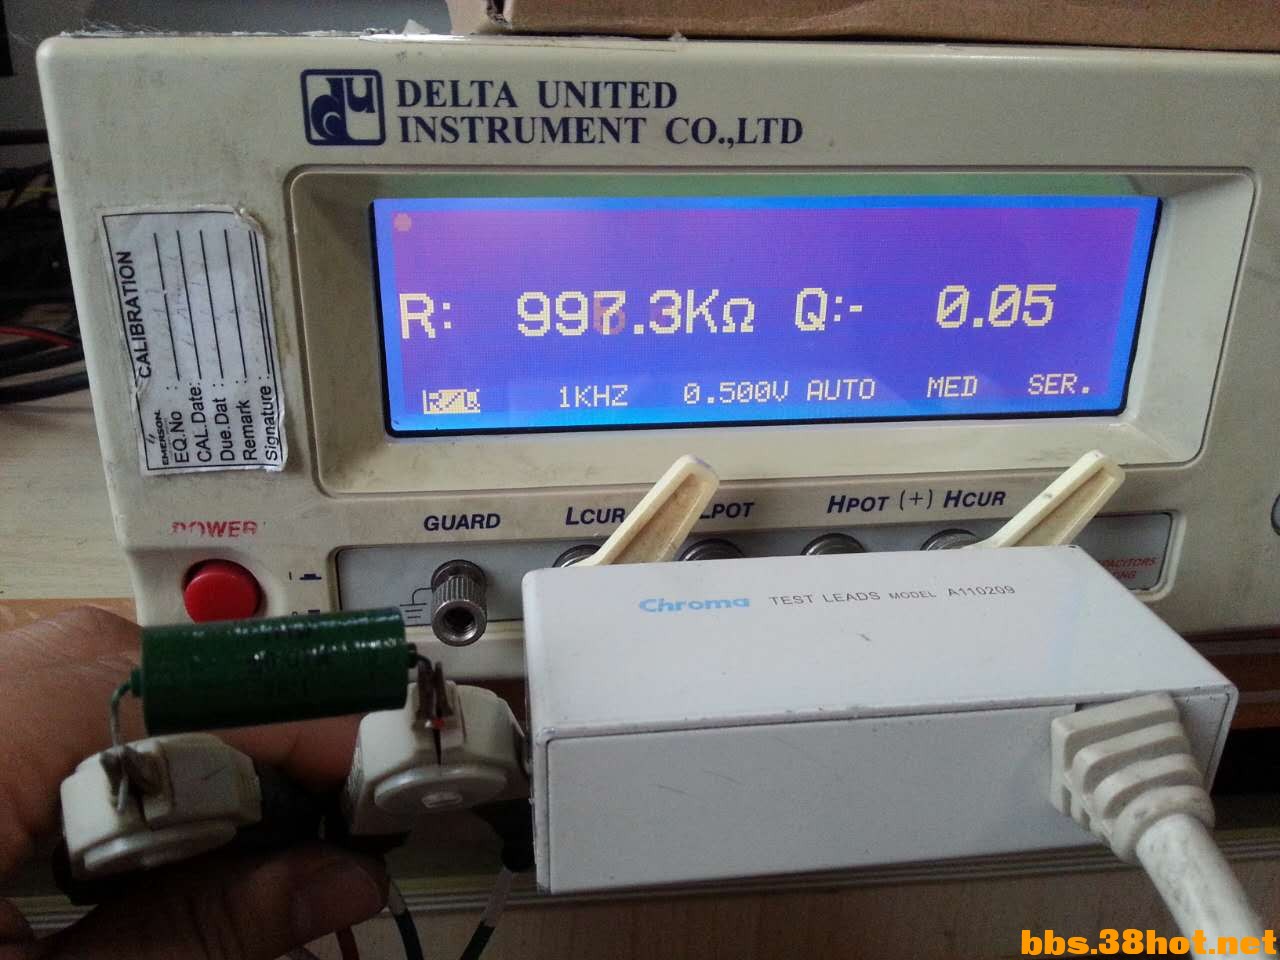 DELTA UNITED
INSTRUMENT CO.,LTD
CALIBRATION
EMERSON
EQ.No :
CAL.Date:
Due.Dat :
Remark :
Signature:
R: 997.3KΩ Q:- 0.05
R/Q 1KHZ 0.500V AUTO MED SER.
POWER
GUARD LCUR LPOT HPOT (+) HCUR
Chroma TEST LEADS MODEL A110209
bbs.38hot.net